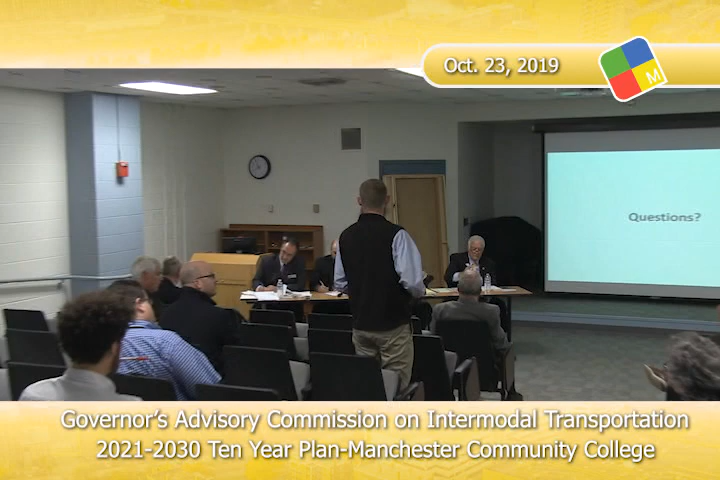 Oct. 23, 2019
M
Questions?
Governor's Advisory Commission on Intermodal Transportation
2021-2030 Ten Year Plan-Manchester Community College